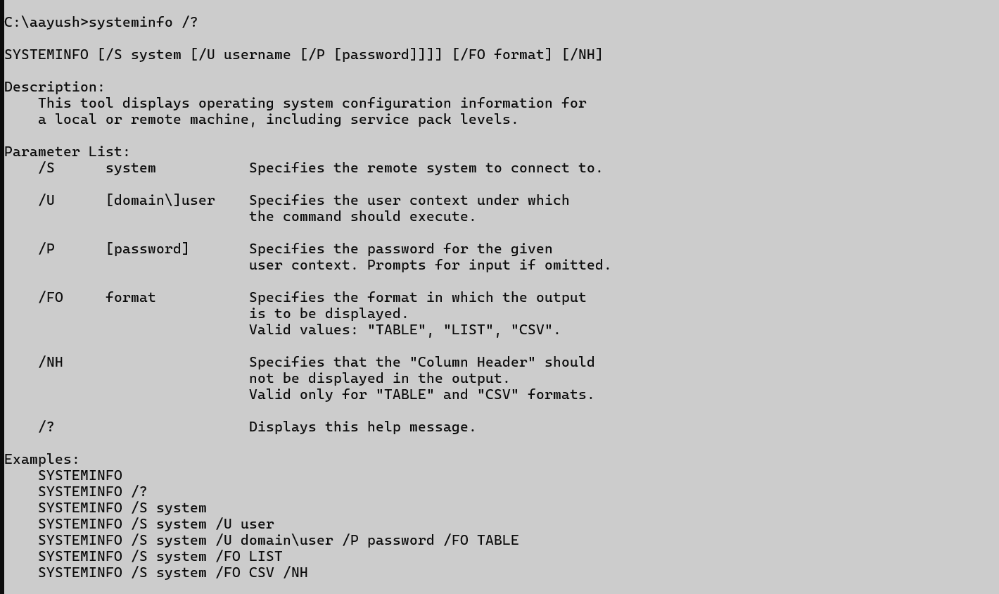 C:\aayush>systeminfo /?
SYSTEMINFO [/S system [/U username [/P [password]]]] [/FO format] [/NH]
Description:
    This tool displays operating system configuration information for
    a local or remote machine, including service pack levels.
Parameter List:
    /S      system           Specifies the remote system to connect to.
    /U      [domain\]user    Specifies the user context under which
                             the command should execute.
    /P      [password]       Specifies the password for the given
                             user context. Prompts for input if omitted.
    /FO     format           Specifies the format in which the output
                             is to be displayed.
                             Valid values: "TABLE", "LIST", "CSV".
    /NH                      Specifies that the "Column Header" should
                             not be displayed in the output.
                             Valid only for "TABLE" and "CSV" formats.
    /?                       Displays this help message.
Examples:
    SYSTEMINFO
    SYSTEMINFO /?
    SYSTEMINFO /S system
    SYSTEMINFO /S system /U user
    SYSTEMINFO /S system /U domain\user /P password /FO TABLE
    SYSTEMINFO /S system /FO LIST
    SYSTEMINFO /S system /FO CSV /NH